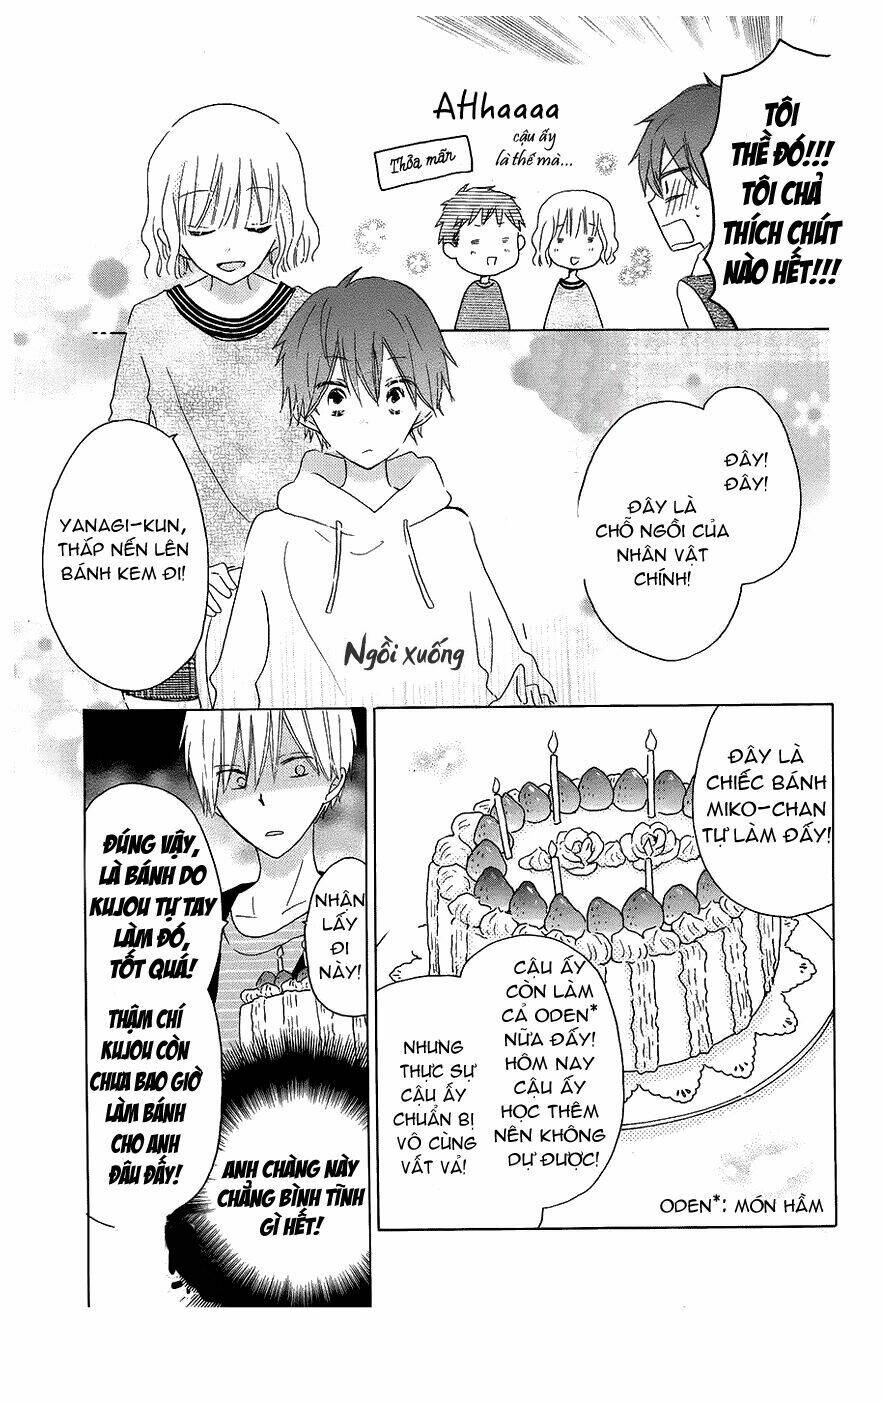 TÔI
THỀ ĐÓ!!!
TÔI CHẢ
THÍCH CHÚT
NÀO HẾT!!!
AHhaaaa
cậu ấy
là thế mà...
Thỏa mãn
ĐÂY!
ĐÂY!
ĐÂY LÀ
CHỖ NGỒI CỦA
NHÂN VẬT
CHÍNH!
YANAGI-KUN,
THẮP NẾN LÊN
BÁNH KEM ĐI!
Ngồi xuống
ĐÂY LÀ
CHIẾC BÁNH
MIKO-CHAN
TỰ LÀM ĐẤY!
CẬU ẤY
CÒN LÀM
CẢ ODEN*
NỮA ĐẤY!
HÔM NAY
CẬU ẤY
HỌC THÊM
NÊN KHÔNG
DỰ ĐƯỢC!
NHƯNG
THỰC SỰ
CẬU ẤY
CHUẨN BỊ
VÔ CÙNG
VẤT VẢ!
ODEN*: MÓN HẦM
NHÂN
LẤY
ĐI
NÀY!
ĐÚNG VẬY,
LÀ BÁNH DO
KUJOU TỰ TAY
LÀM ĐÓ,
TỐT QUÁ!
THẬM CHÍ
KUJOU CÒN
CHƯA BAO GIỜ
LÀM BÁNH
CHO ANH
ĐÂU ĐẤY!
ANH CHÀNG NÀY
CHẲNG BÌNH TĨNH
GÌ HẾT!